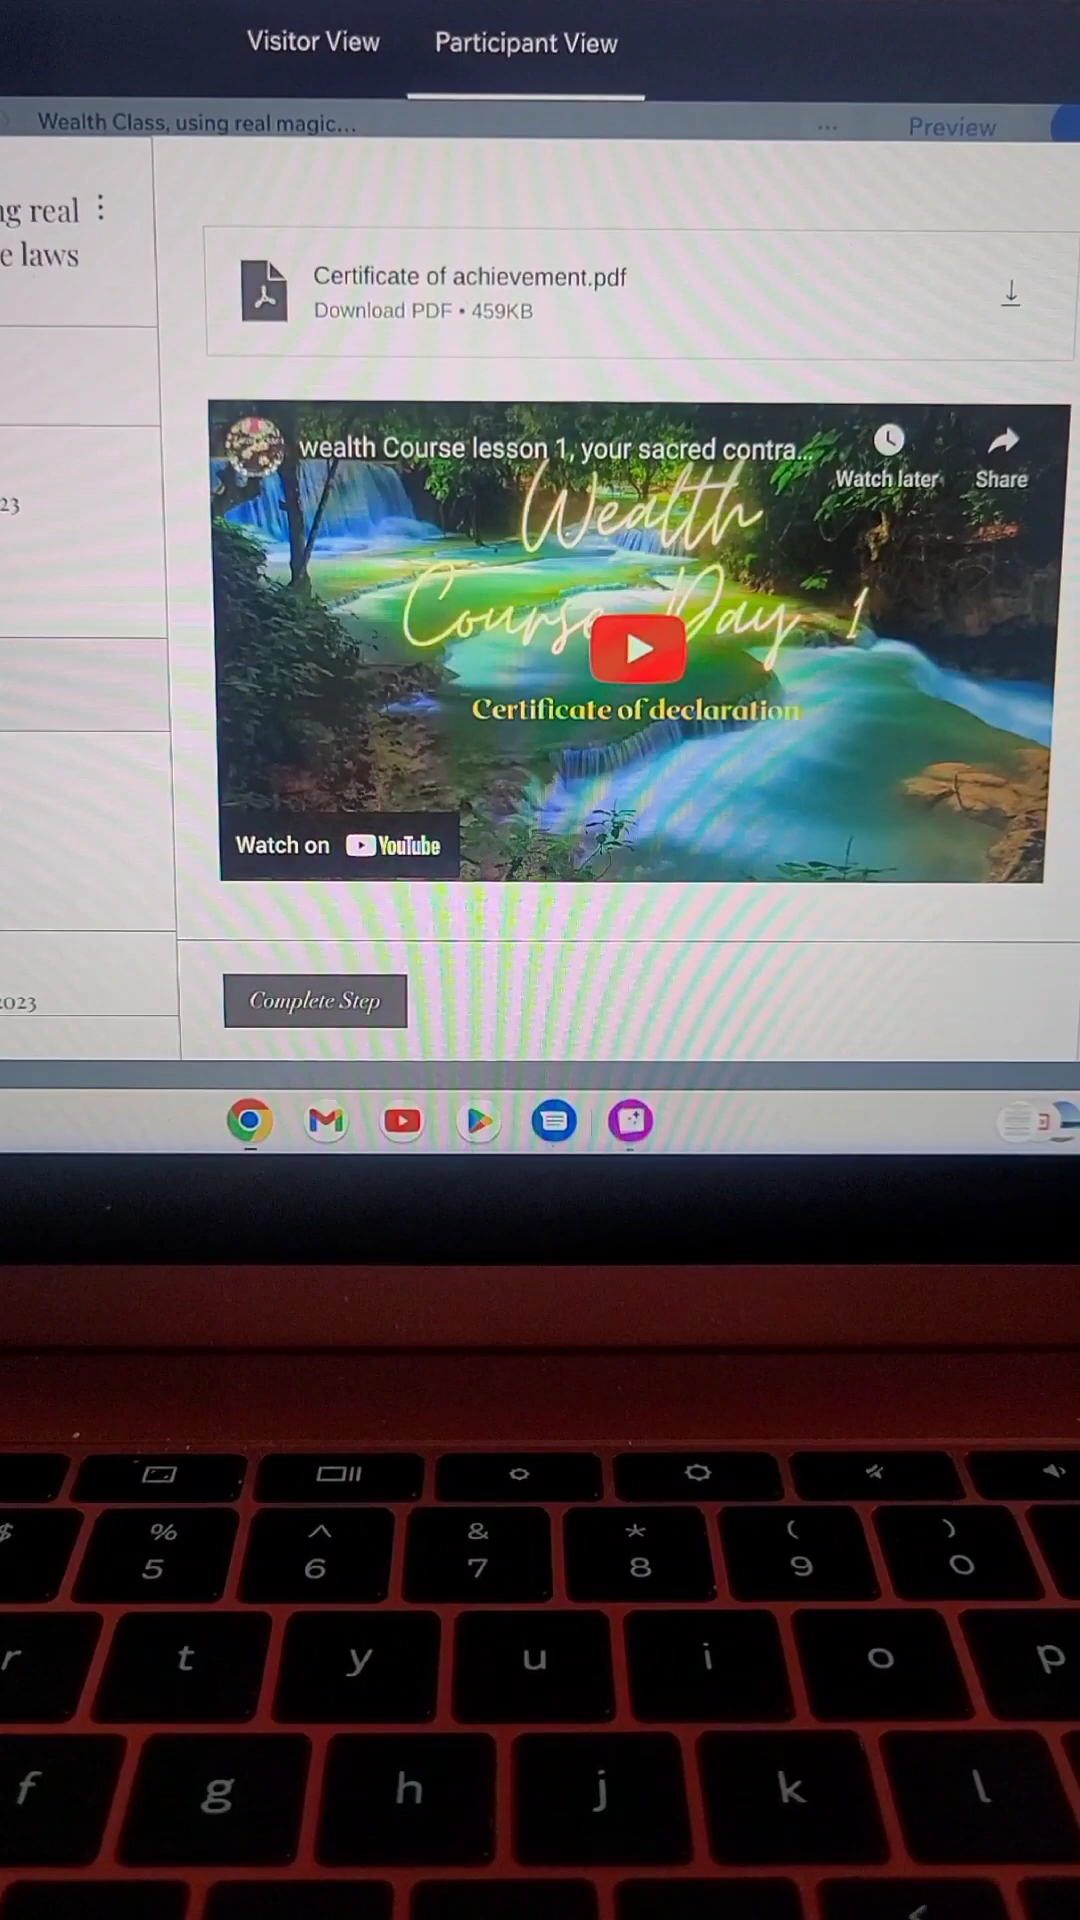 Visitor View
Participant View
Wealth Class, using real magic...
...
Preview
ng real
e laws
Certificate of achievement.pdf
Download PDF • 459KB
wealth Course lesson 1, your sacred contra...
Watch later
Share
Wealth
Course Day 1
Certificate of declaration
23
Watch on YouTube
Complete Step
2023
$
%
5
^
6
&
7
*
8
(
9
)
0
r
t
y
u
i
o
p
f
g
h
j
k
l
<